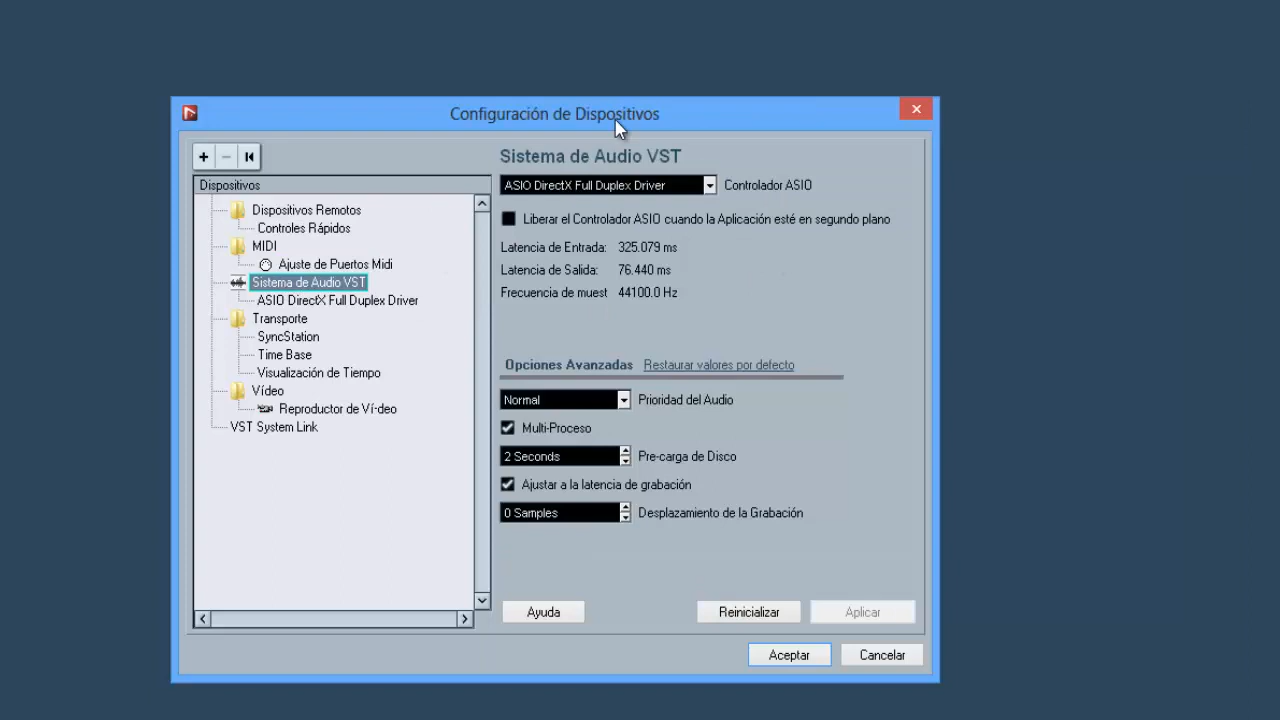 Configuración de Dispositivos
Dispositivos
Dispositivos Remotos
Controles Rápidos
MIDI
Ajuste de Puertos Midi
Sistema de Audio VST
ASIO DirectX Full Duplex Driver
Transporte
SyncStation
Time Base
Visualización de Tiempo
Vídeo
Reproductor de Ví-deo
VST System Link
Sistema de Audio VST
ASIO DirectX Full Duplex Driver Controlador ASIO
Liberar el Controlador ASIO cuando la Aplicación esté en segundo plano
Latencia de Entrada: 325.079 ms
Latencia de Salida: 76.440 ms
Frecuencia de muest 44100.0 Hz
Opciones Avanzadas Restaurar valores por defecto
Normal Prioridad del Audio
Multi-Proceso
2 Seconds Pre-carga de Disco
Ajustar a la latencia de grabación
0 Samples Desplazamiento de la Grabación
Ayuda Reinicializar Aplicar
Aceptar Cancelar